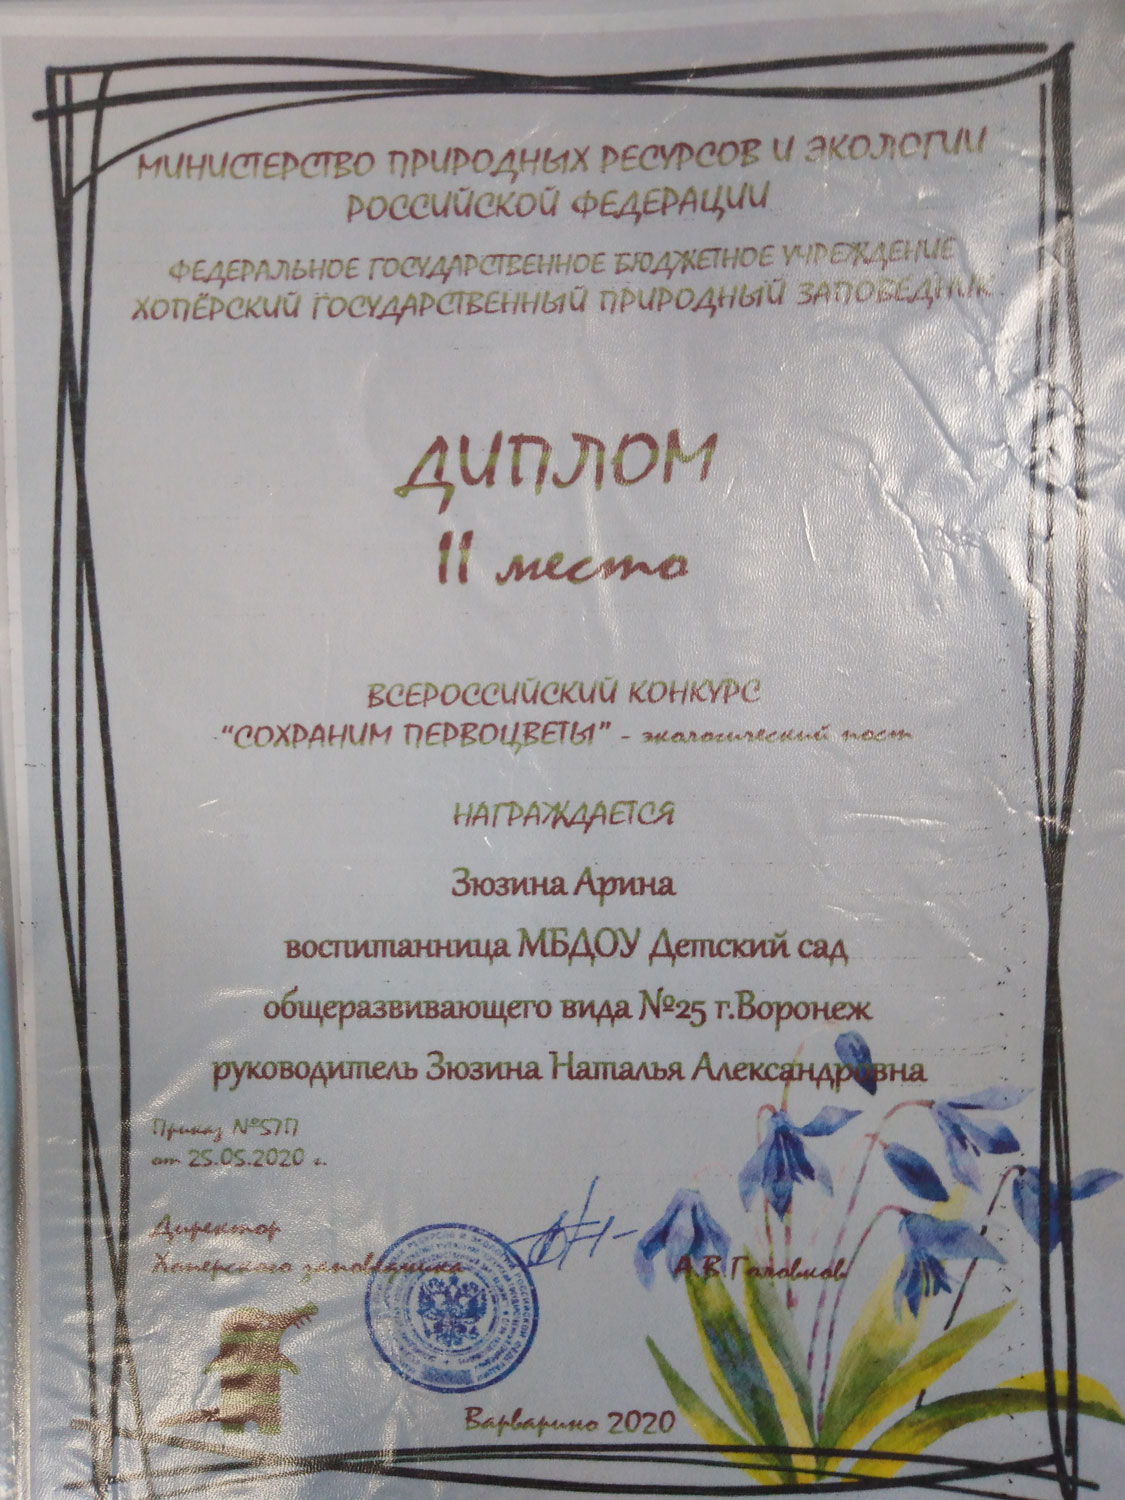 МИНИСТЕРСТВО ПРИРОДНЫХ РЕСУРСОВ И ЭКОЛОГИИ
РОССИЙСКОЙ ФЕДЕРАЦИИ
ФЕДЕРАЛЬНОЕ ГОСУДАРСТВЕННОЕ БЮДЖЕТНОЕ УЧРЕЖДЕНИЕ
ХОПЁРСКИЙ ГОСУДАРСТВЕННЫЙ ПРИРОДНЫЙ ЗАПОВЕДНИК
ДИПЛОМ
II место
ВСЕРОССИЙСКИЙ КОНКУРС
"СОХРАНИМ ПЕРВОЦВЕТЫ" - экологический пост
НАГРАЖДАЕТСЯ
Зюзина Арина
воспитанница МБДОУ Детский сад
общеразвивающего вида №25 г.Воронеж
руководитель Зюзина Наталья Александровна
Приказ №57П
от 25.05.2020 г.
Директор
Хопёрского заповедника А.В Головков
Варварино 2020